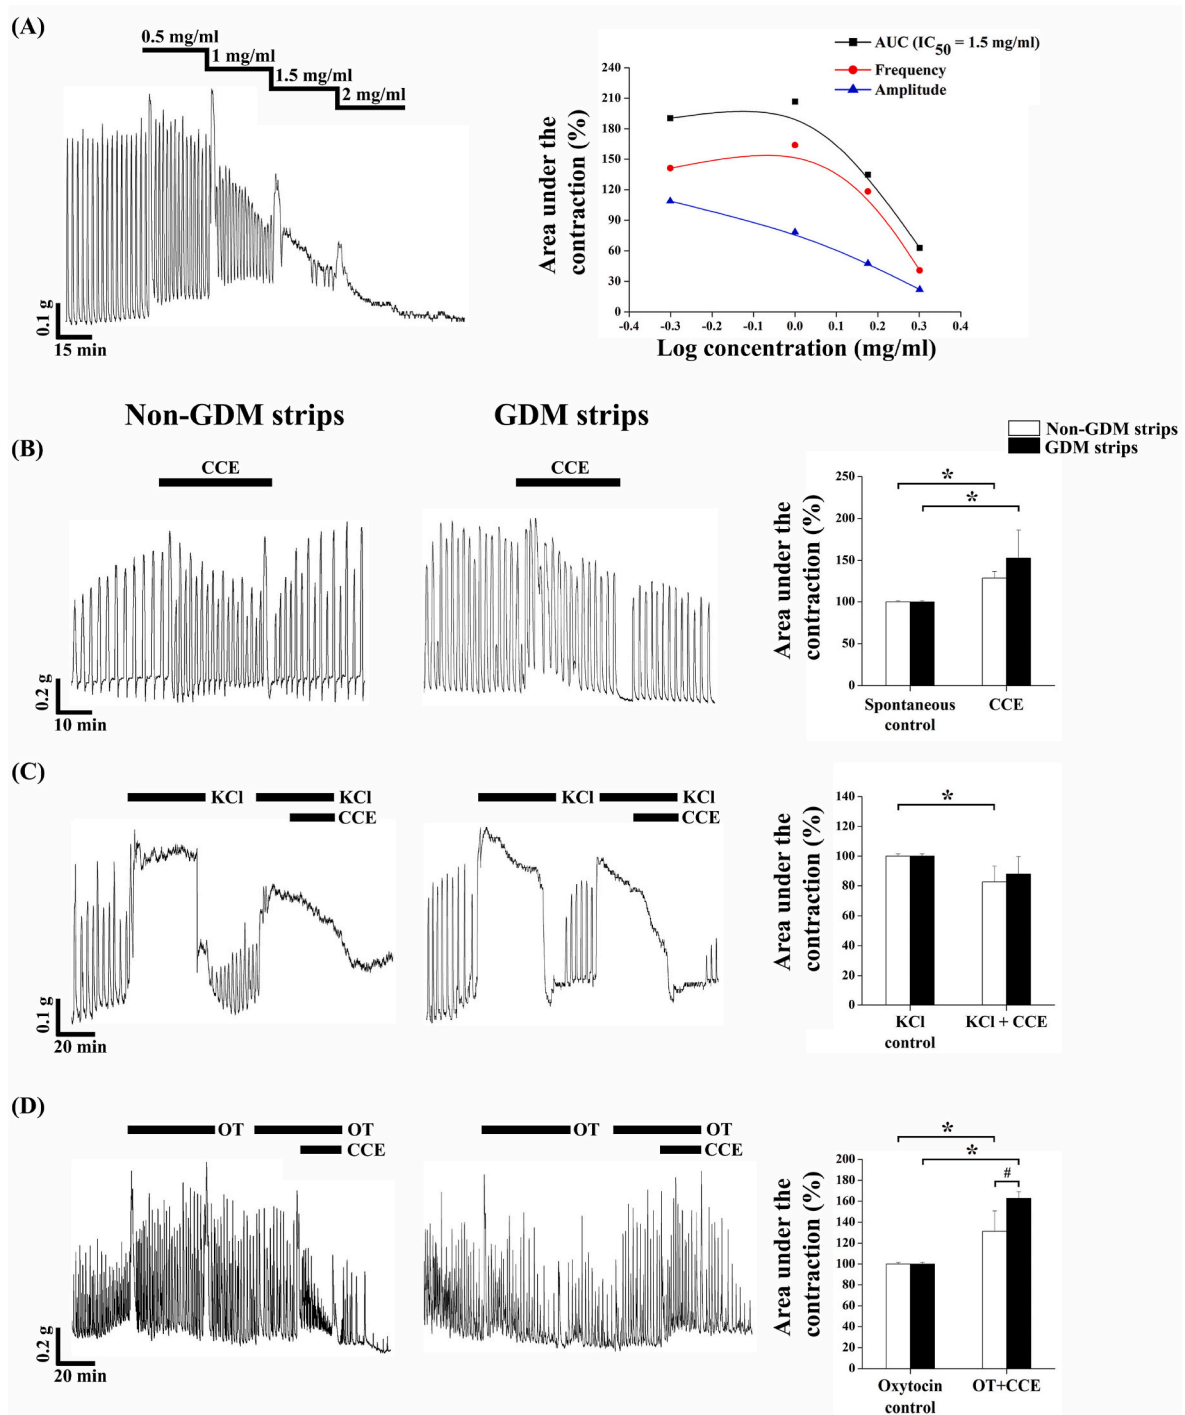 (A)
0.5 mg/ml
1 mg/ml
1.5 mg/ml
2 mg/ml
0.1 g
15 min
AUC (IC50 = 1.5 mg/ml)
Frequency
Amplitude
Area under the
contraction (%)
240
210
180
150
120
90
60
30
0
-0.4 -0.3 -0.2 -0.1 0.0 0.1 0.2 0.3 0.4
Log concentration (mg/ml)
Non-GDM strips
GDM strips
Non-GDM strips
GDM strips
(B)
CCE
CCE
0.2 g
10 min
Area under the
contraction (%)
250
200
150
100
50
0
* 
*
Spontaneous
control
CCE
(C)
KCl
KCl
CCE
KCl
KCl
CCE
0.1 g
20 min
Area under the
contraction (%)
140
120
100
80
60
40
20
0
*
KCl
control
KCl + CCE
(D)
OT
OT
CCE
OT
OT
CCE
0.2 g
20 min
Area under the
contraction (%)
200
180
160
140
120
100
80
60
40
20
0
*
*
#
Oxytocin
control
OT+CCE